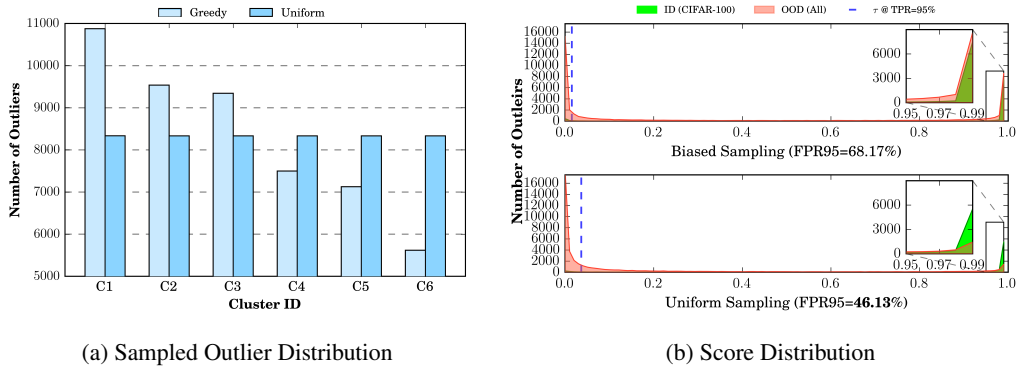 Greedy Uniform
11000
10000
9000
8000
7000
6000
5000
Number of Outliers
C1 C2 C3 C4 C5 C6
Cluster ID
(a) Sampled Outlier Distribution
ID (CIFAR-100) OOD (All) τ @ TPR=95%
Number of Outleirs
16000
14000
12000
10000
8000
6000
4000
2000
0
6000
3000
0
0.95 0.97 0.99
0.0 0.2 0.4 0.6 0.8 1.0
Biased Sampling (FPR95=68.17%)
16000
14000
12000
10000
8000
6000
4000
2000
0
6000
3000
0
0.95 0.97 0.99
0.0 0.2 0.4 0.6 0.8 1.0
Uniform Sampling (FPR95=46.13%)
(b) Score Distribution